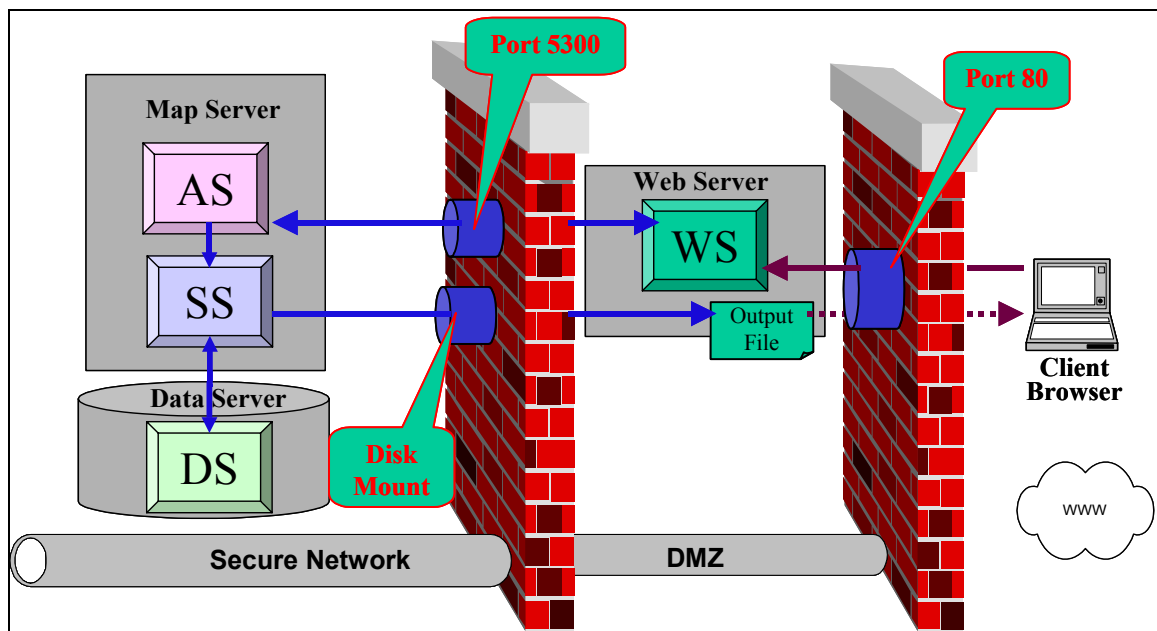 Port 5300
Port 80
Map Server
AS
SS
Data Server
DS
Disk
Mount
Web Server
WS
Output
File
Client
Browser
www
Secure Network
DMZ